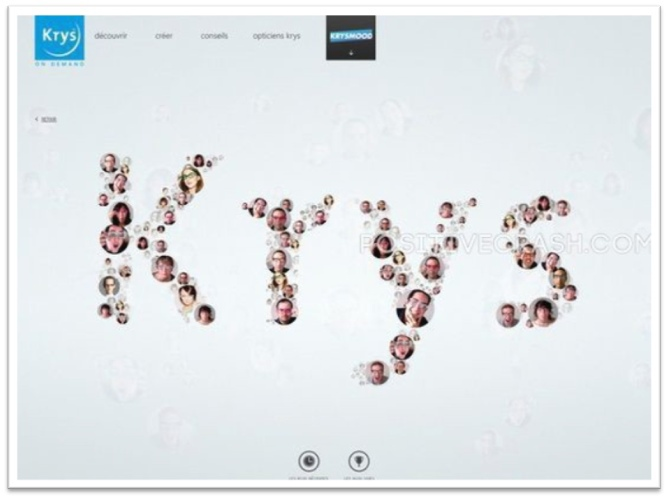 Krys
ON DEMAND
découvrir
créer
conseils
opticiens krys
KRYSMOOD
Krys
POSITIVECRASH.COM